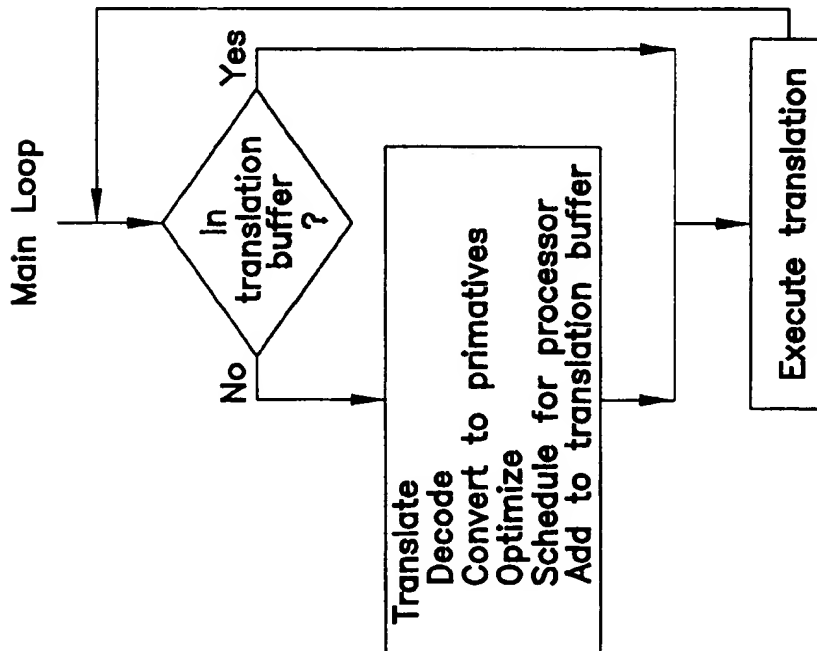 Main Loop
In
translation
buffer
?
Yes
No
Translate
Decode
Convert to primatives
Optimize
Schedule for processor
Add to translation buffer
Execute translation